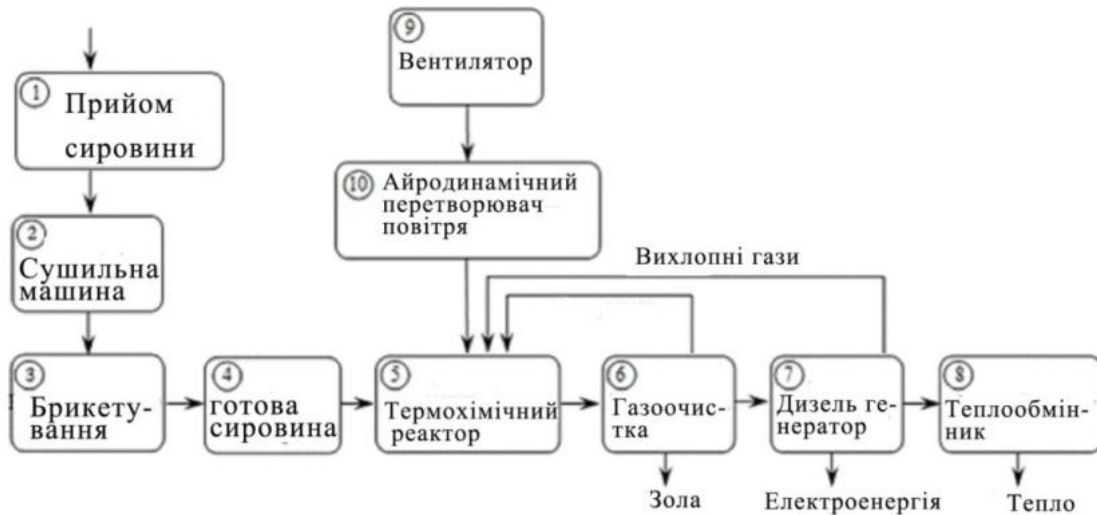 1 Прийом
сировини
2
Сушильна
машина
3
Брикету-
вання
4
готова
сировина
5
Термохімічний
реактор
6
Газоочис-
тка
7
Дизель ге-
нератор
8
Теплообмін-
ник
9
Вентилятор
10 Айродинамічний
перетворювач
повітря
Вихлопні гази
Зола
Електроенергія
Тепло